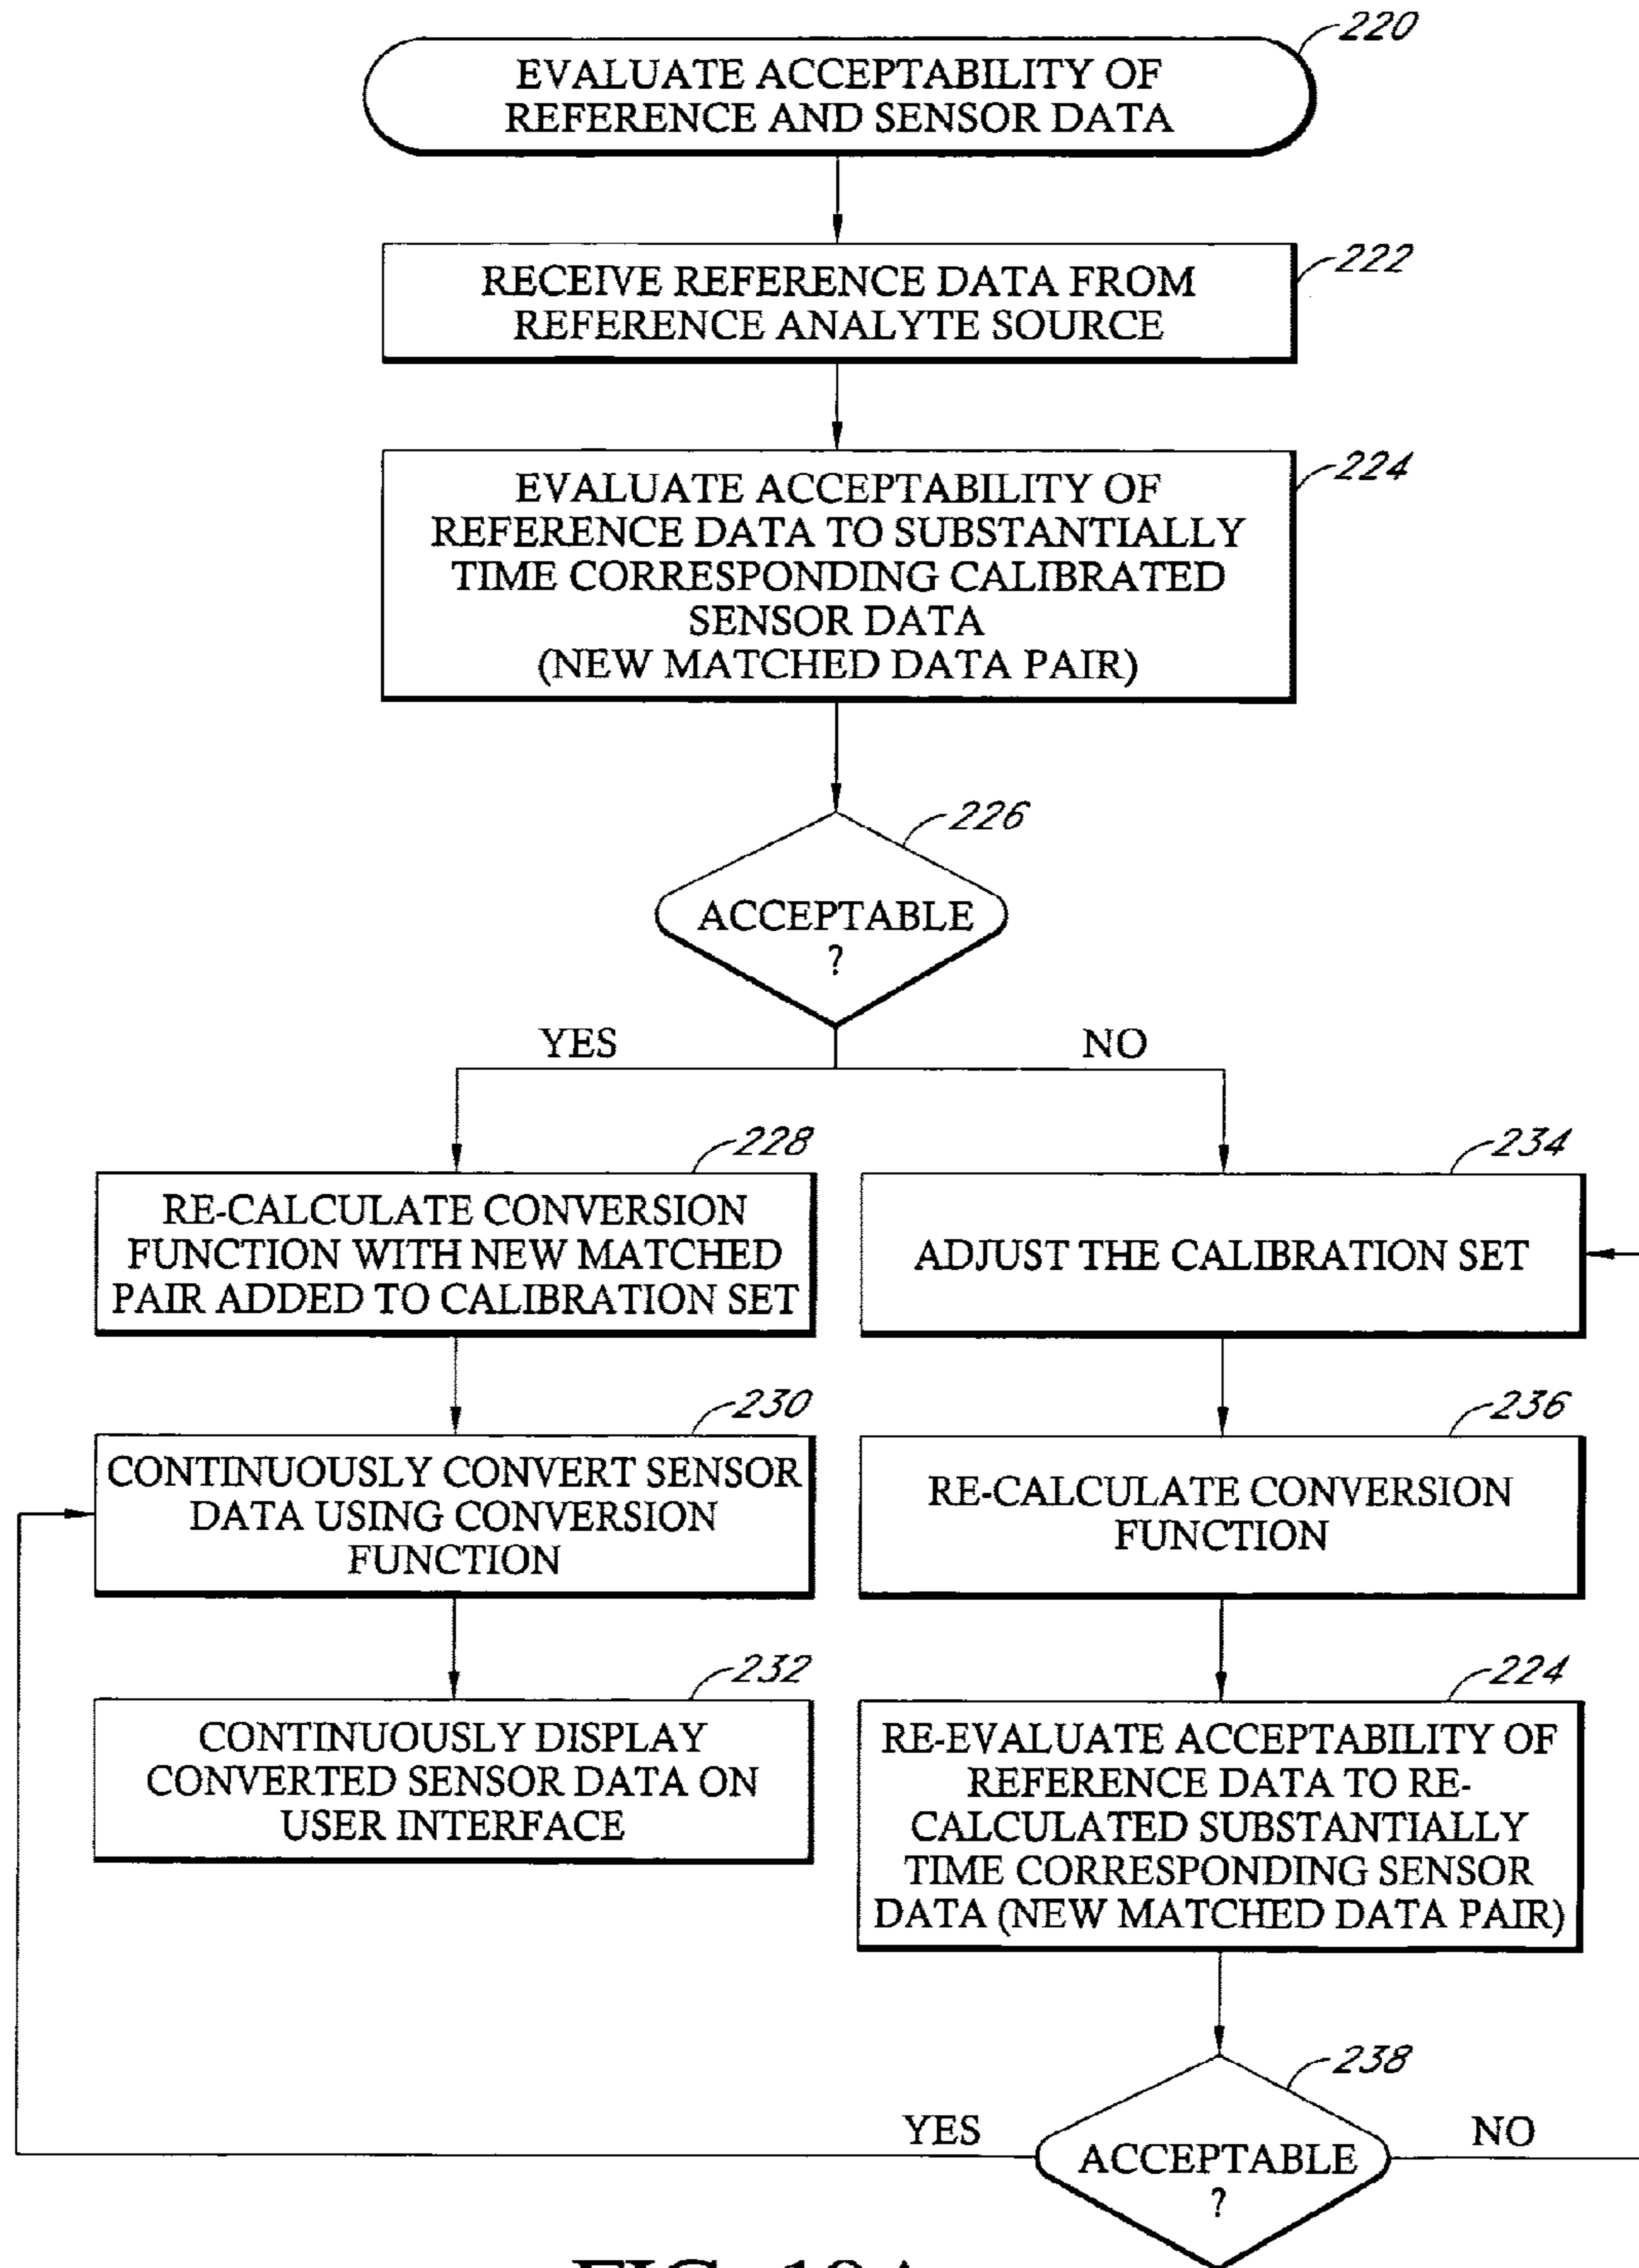 220
EVALUATE ACCEPTABILITY OF
REFERENCE AND SENSOR DATA
222
RECEIVE REFERENCE DATA FROM
REFERENCE ANALYTE SOURCE
224
EVALUATE ACCEPTABILITY OF
REFERENCE DATA TO SUBSTANTIALLY
TIME CORRESPONDING CALIBRATED
SENSOR DATA
(NEW MATCHED DATA PAIR)
226
ACCEPTABLE
?
YES
NO
228
RE-CALCULATE CONVERSION
FUNCTION WITH NEW MATCHED
PAIR ADDED TO CALIBRATION SET
234
ADJUST THE CALIBRATION SET
230
CONTINUOUSLY CONVERT SENSOR
DATA USING CONVERSION
FUNCTION
236
RE-CALCULATE CONVERSION
FUNCTION
232
CONTINUOUSLY DISPLAY
CONVERTED SENSOR DATA ON
USER INTERFACE
224
RE-EVALUATE ACCEPTABILITY OF
REFERENCE DATA TO RE-
CALCULATED SUBSTANTIALLY
TIME CORRESPONDING SENSOR
DATA (NEW MATCHED DATA PAIR)
238
YES
ACCEPTABLE
?
NO